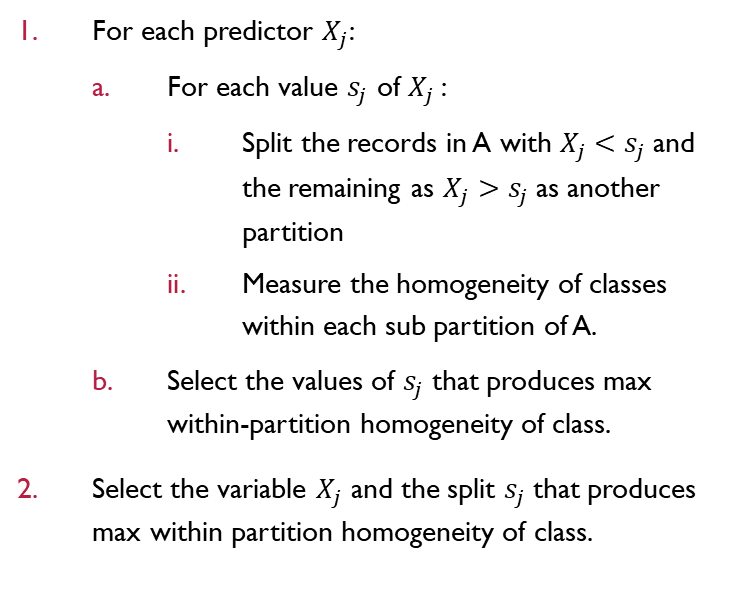 1. For each predictor Xⱼ:
a. For each value sⱼ of Xⱼ :
i. Split the records in A with Xⱼ < sⱼ and
the remaining as Xⱼ > sⱼ as another
partition
ii. Measure the homogeneity of classes
within each sub partition of A.
b. Select the values of sⱼ that produces max
within-partition homogeneity of class.
2. Select the variable Xⱼ and the split sⱼ that produces
max within partition homogeneity of class.